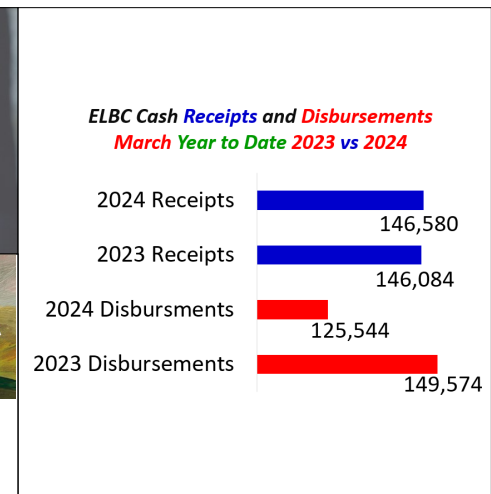 ELBC Cash Receipts and Disbursements
March Year to Date 2023 vs 2024
2024 Receipts
146,580
2023 Receipts
146,084
2024 Disbursments
125,544
2023 Disbursements
149,574